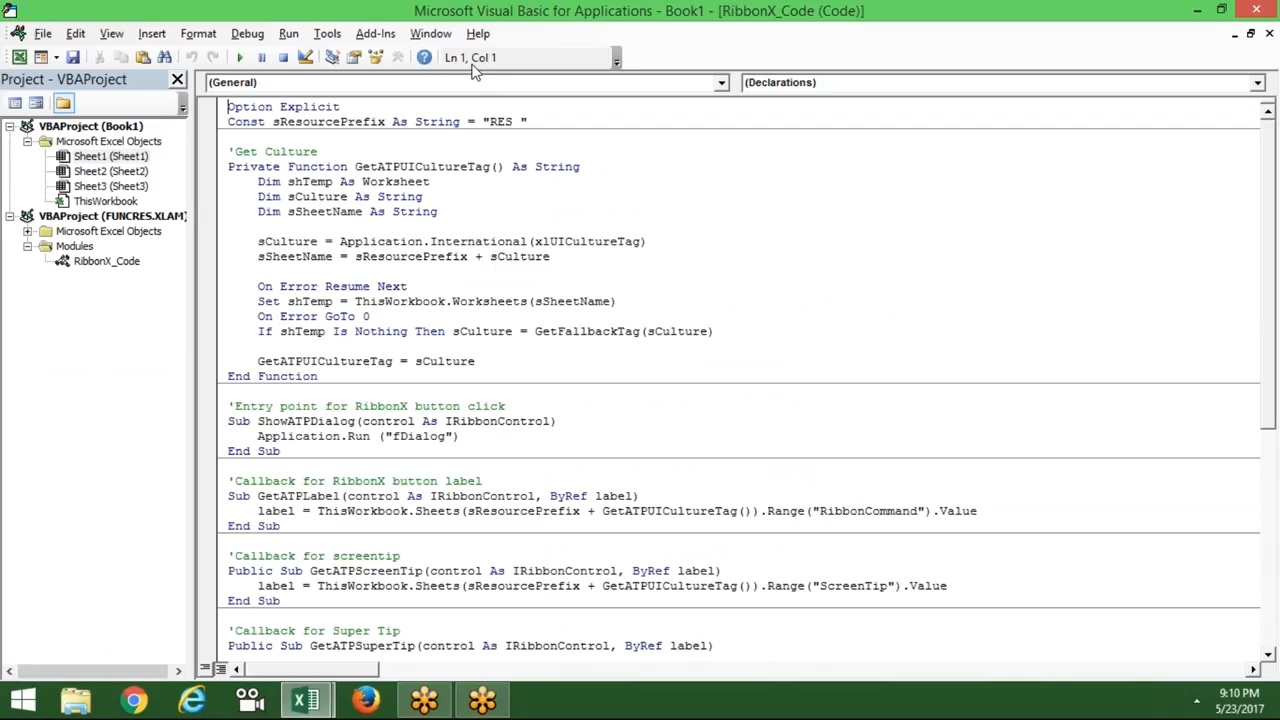 Microsoft Visual Basic for Applications - Book1 - [RibbonX_Code (Code)]
File Edit View Insert Format Debug Run Tools Add-Ins Window Help
Ln 1, Col 1
Project - VBAProject
(General)
(Declarations)
VBAProject (Book1)
Microsoft Excel Objects
Sheet1 (Sheet1)
Sheet2 (Sheet2)
Sheet3 (Sheet3)
ThisWorkbook
VBAProject (FUNCRES.XLAM)
Microsoft Excel Objects
Modules
RibbonX_Code
Option Explicit
Const sResourcePrefix As String = "RES "
'Get Culture
Private Function GetATPUICultureTag() As String
Dim shTemp As Worksheet
Dim sCulture As String
Dim sSheetName As String
sCulture = Application.International(xlUICultureTag)
sSheetName = sResourcePrefix + sCulture
On Error Resume Next
Set shTemp = ThisWorkbook.Worksheets(sSheetName)
On Error GoTo 0
If shTemp Is Nothing Then sCulture = GetFallbackTag(sCulture)
GetATPUICultureTag = sCulture
End Function
'Entry point for RibbonX button click
Sub ShowATPDialog(control As IRibbonControl)
Application.Run ("fDialog")
End Sub
'Callback for RibbonX button label
Sub GetATPLabel(control As IRibbonControl, ByRef label)
label = ThisWorkbook.Sheets(sResourcePrefix + GetATPUICultureTag()).Range("RibbonCommand").Value
End Sub
'Callback for screentip
Public Sub GetATPScreenTip(control As IRibbonControl, ByRef label)
label = ThisWorkbook.Sheets(sResourcePrefix + GetATPUICultureTag()).Range("ScreenTip").Value
End Sub
'Callback for Super Tip
Public Sub GetATPSuperTip(control As IRibbonControl, ByRef label)
9:10 PM
5/23/2017